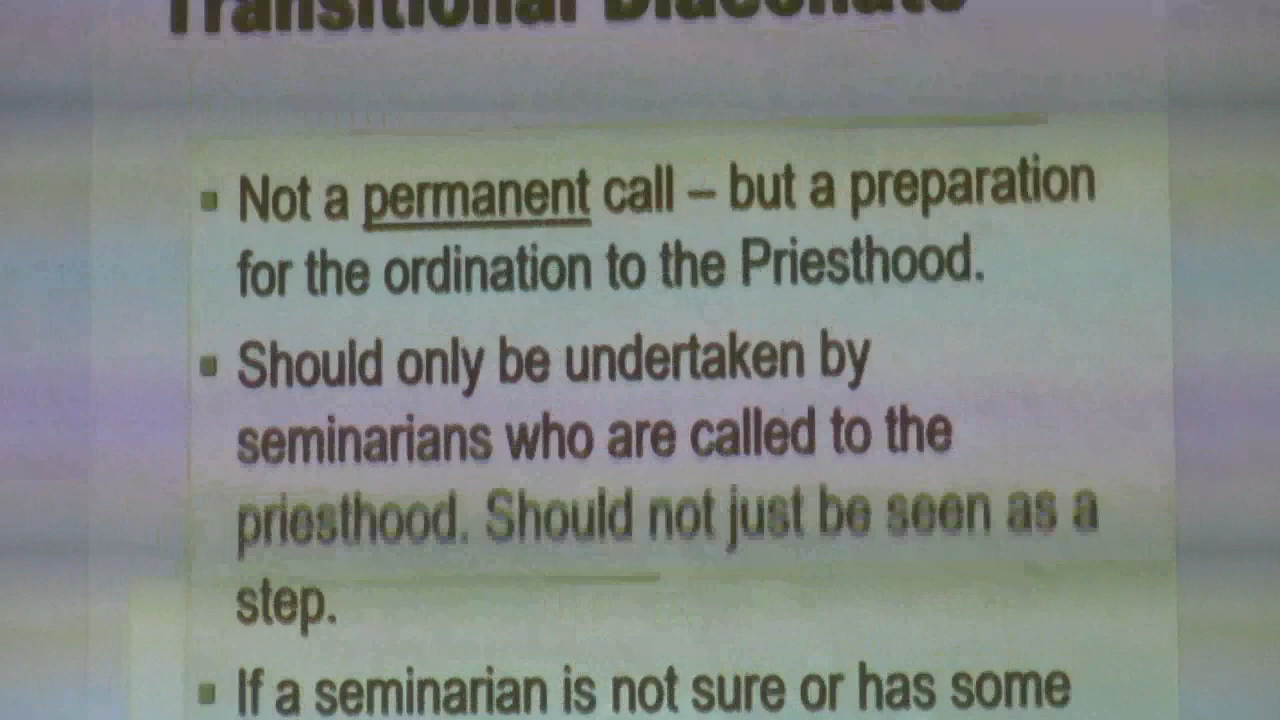 Transitional Diaconate
Not a permanent call – but a preparation
for the ordination to the Priesthood.
Should only be undertaken by
seminarians who are called to the
priesthood. Should not just be seen as a
step.
If a seminarian is not sure or has some